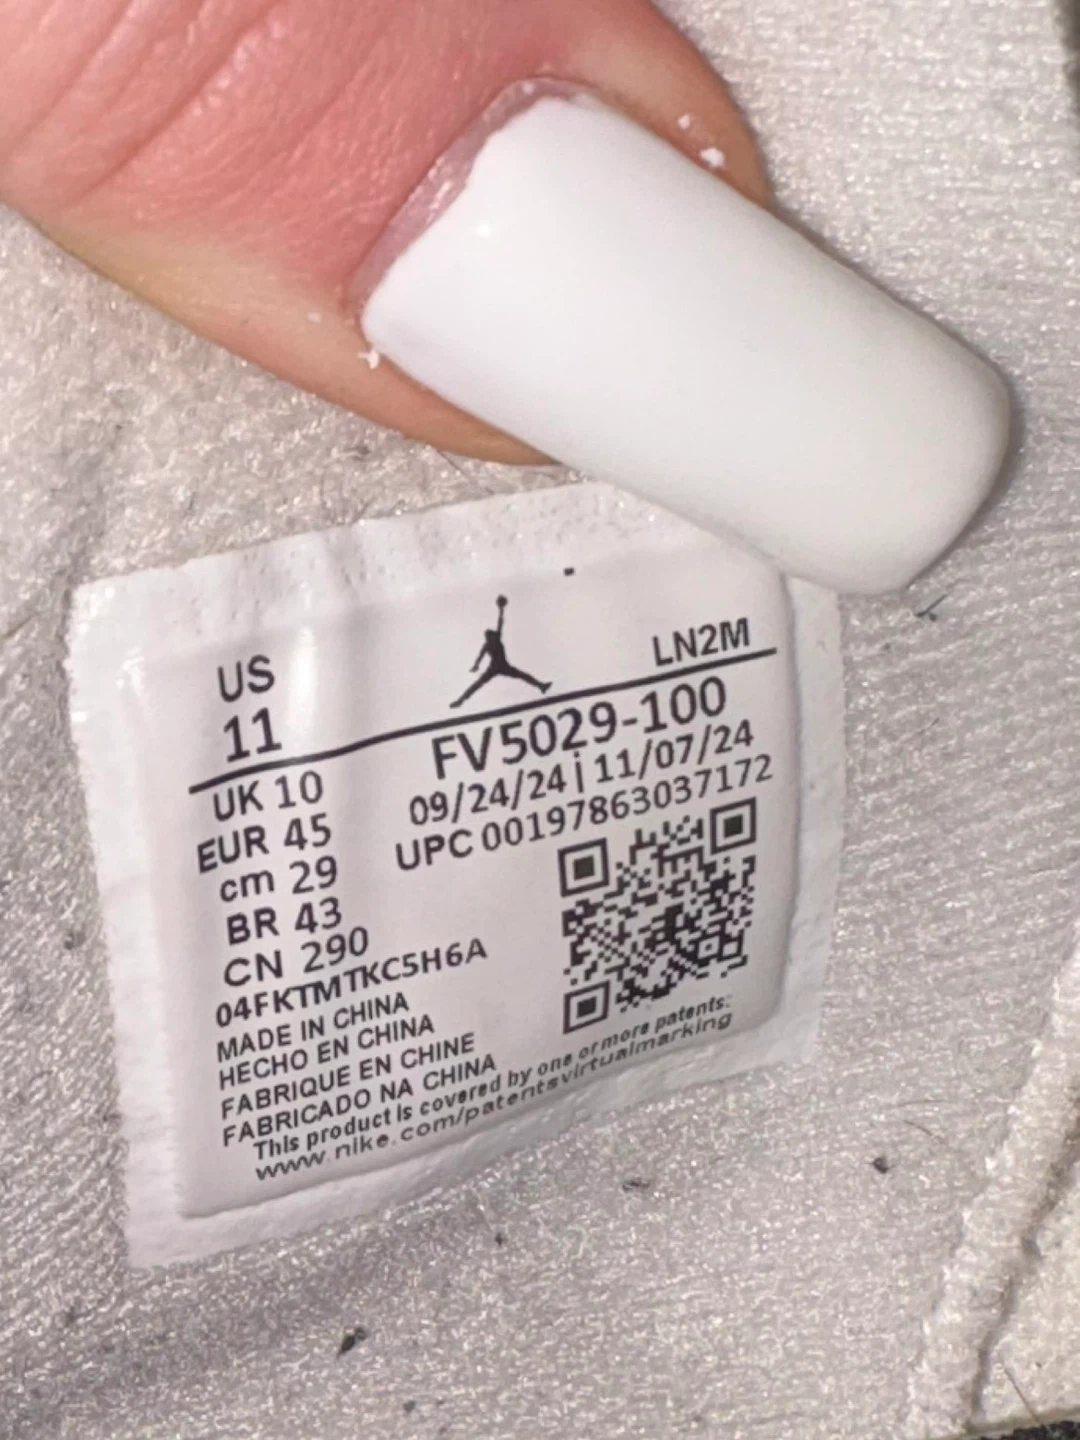 US
11
LN2M
FV5029-100
09/24/24 | 11/07/24
UPC 00197863037172
UK 10
EUR 45
cm 29
BR 43
CN 290
04FKTMTKC5H6A
MADE IN CHINA
HECHO EN CHINA
FABRIQUE EN CHINE
FABRICADO NA CHINA
This product is covered by one or more patents:
www.nike.com/patentsvirtualmarking